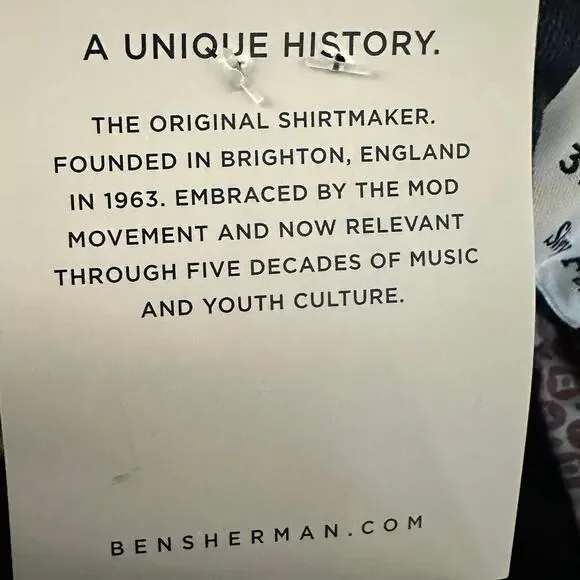 A UNIQUE HISTORY.
THE ORIGINAL SHIRTMAKER.
FOUNDED IN BRIGHTON, ENGLAND
IN 1963. EMBRACED BY THE MOD
MOVEMENT AND NOW RELEVANT
THROUGH FIVE DECADES OF MUSIC
AND YOUTH CULTURE.
BENSHERMAN.COM